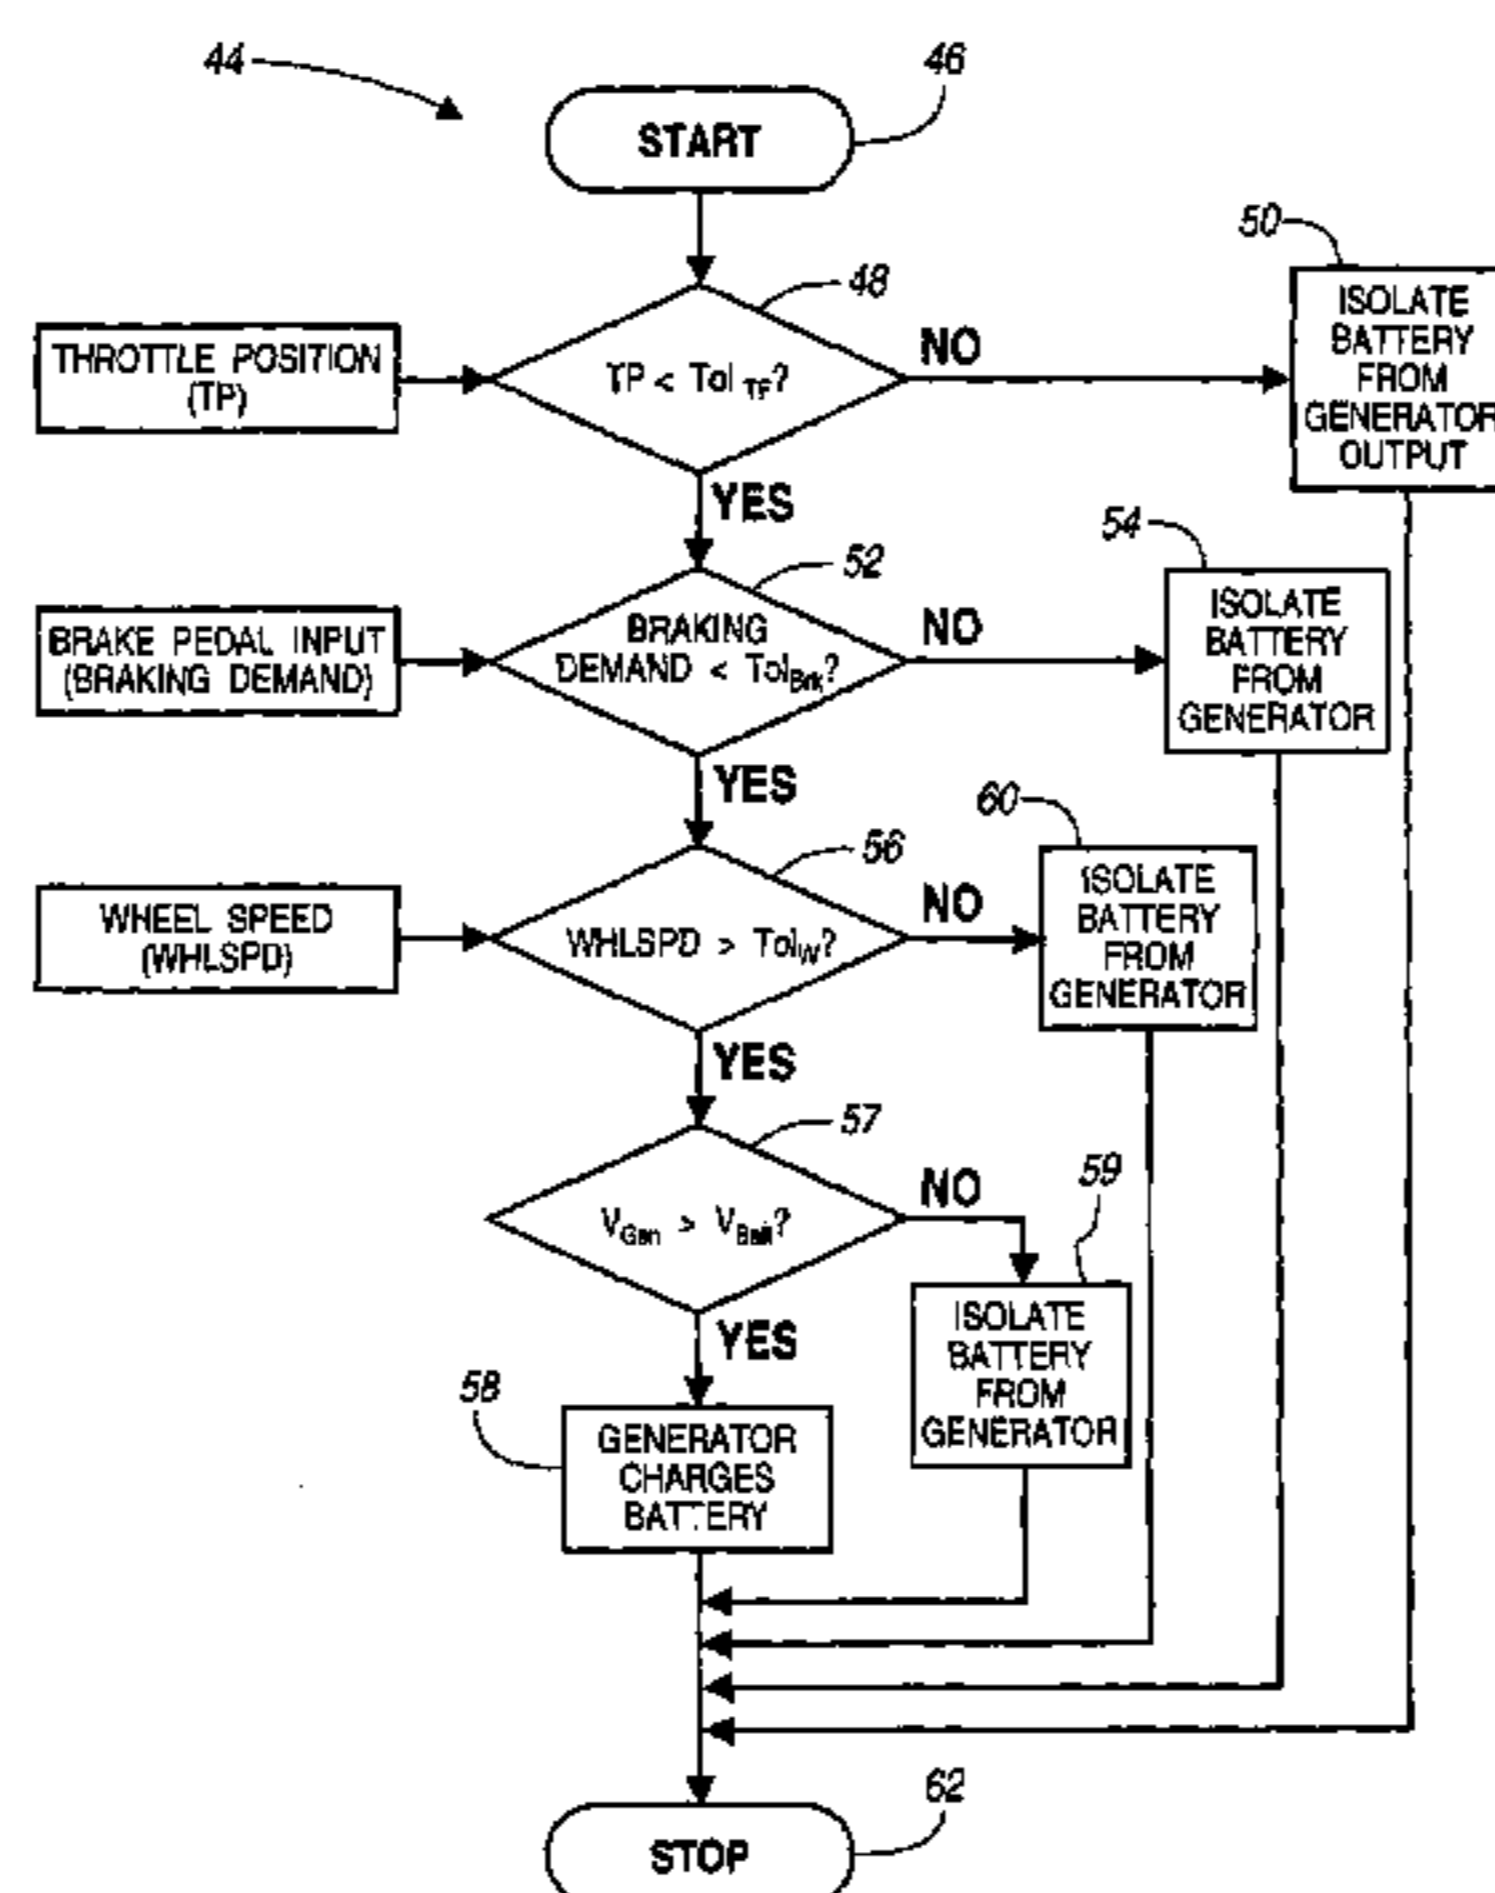 44
46
START
50
ISOLATE
BATTERY
FROM
GENERATOR
OUTPUT
48
THROTTLE POSITION
(TP)
TP < Tol TP?
NO
YES
54
ISOLATE
BATTERY
FROM
GENERATOR
52
BRAKE PEDAL INPUT
(BRAKING DEMAND)
BRAKING
DEMAND < TolBrk?
NO
YES
60
ISOLATE
BATTERY
FROM
GENERATOR
56
WHEEL SPEED
(WHLSPD)
WHLSPD > TolW?
NO
YES
57
VGen > VBatt?
NO
59
ISOLATE
BATTERY
FROM
GENERATOR
YES
58
GENERATOR
CHARGES
BATTERY
62
STOP